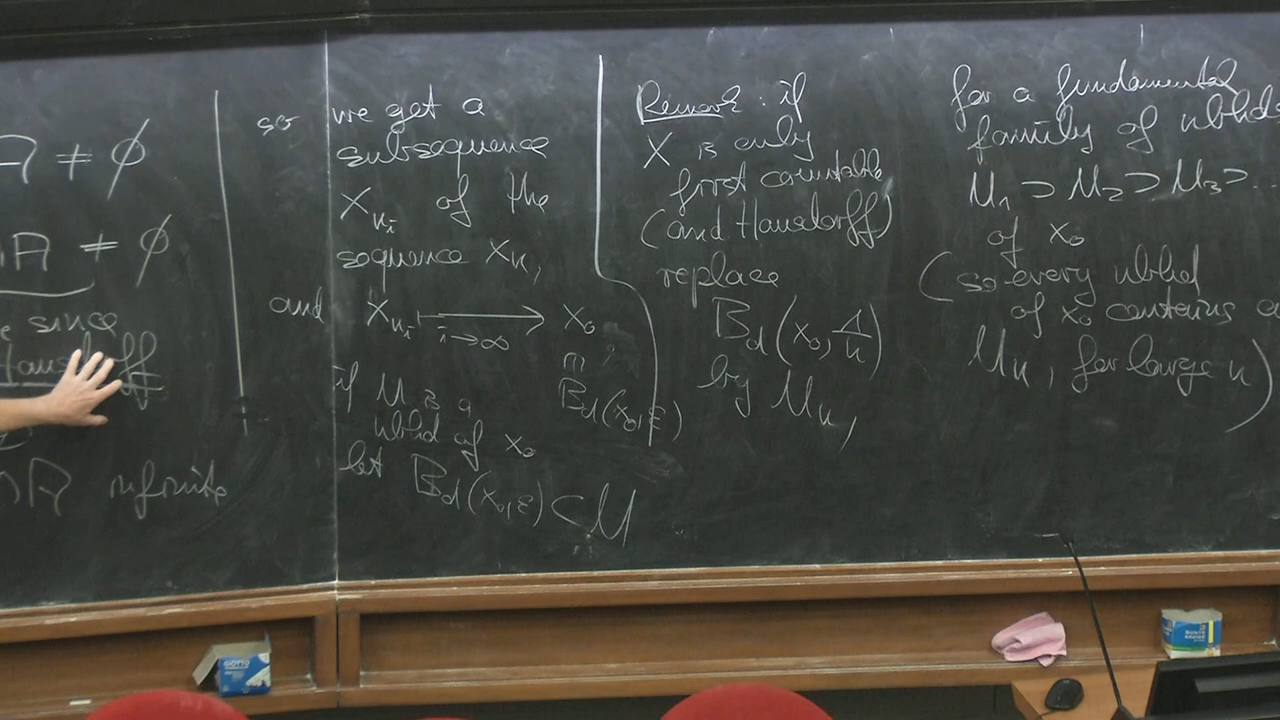 ≠ ∅
A ≠ ∅
since
Hausdorff
infinite
so we get a
subsequence
X_{n_i} of the
sequence X_n,
and X_{n_i} ⟼ x_0
i→∞
B_d(x_0, ε)
if U is a
nbhd of x_0
let B_d(x_0, ε) ⊂ U
Remark: if
X is only
first countable
(and Hausdorff)
replace
B_d(x_0, 1/n)
by U_n,
for a fundamental
family of nbhds
U_1 ⊃ U_2 ⊃ U_3 ⊃ ...
of x_0
(so every nbhd
of x_0 contains
U_n, for large n)
GIOTTO